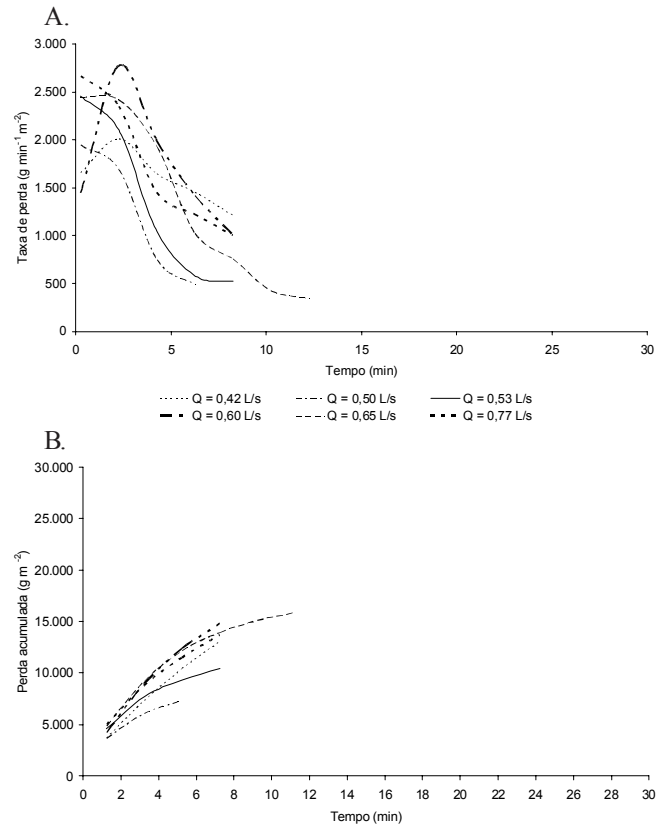 A.
Taxa de perda (g min⁻¹ m⁻²)
3.000
2.500
2.000
1.500
1.000
500
0
0 5 10 15 20 25 30
Tempo (min)
Q = 0,42 L/s Q = 0,50 L/s Q = 0,53 L/s
Q = 0,60 L/s Q = 0,65 L/s Q = 0,77 L/s
B.
Perda acumulada (g m⁻²)
30.000
25.000
20.000
15.000
10.000
5.000
0
0 2 4 6 8 10 12 14 16 18 20 22 24 26 28 30
Tempo (min)